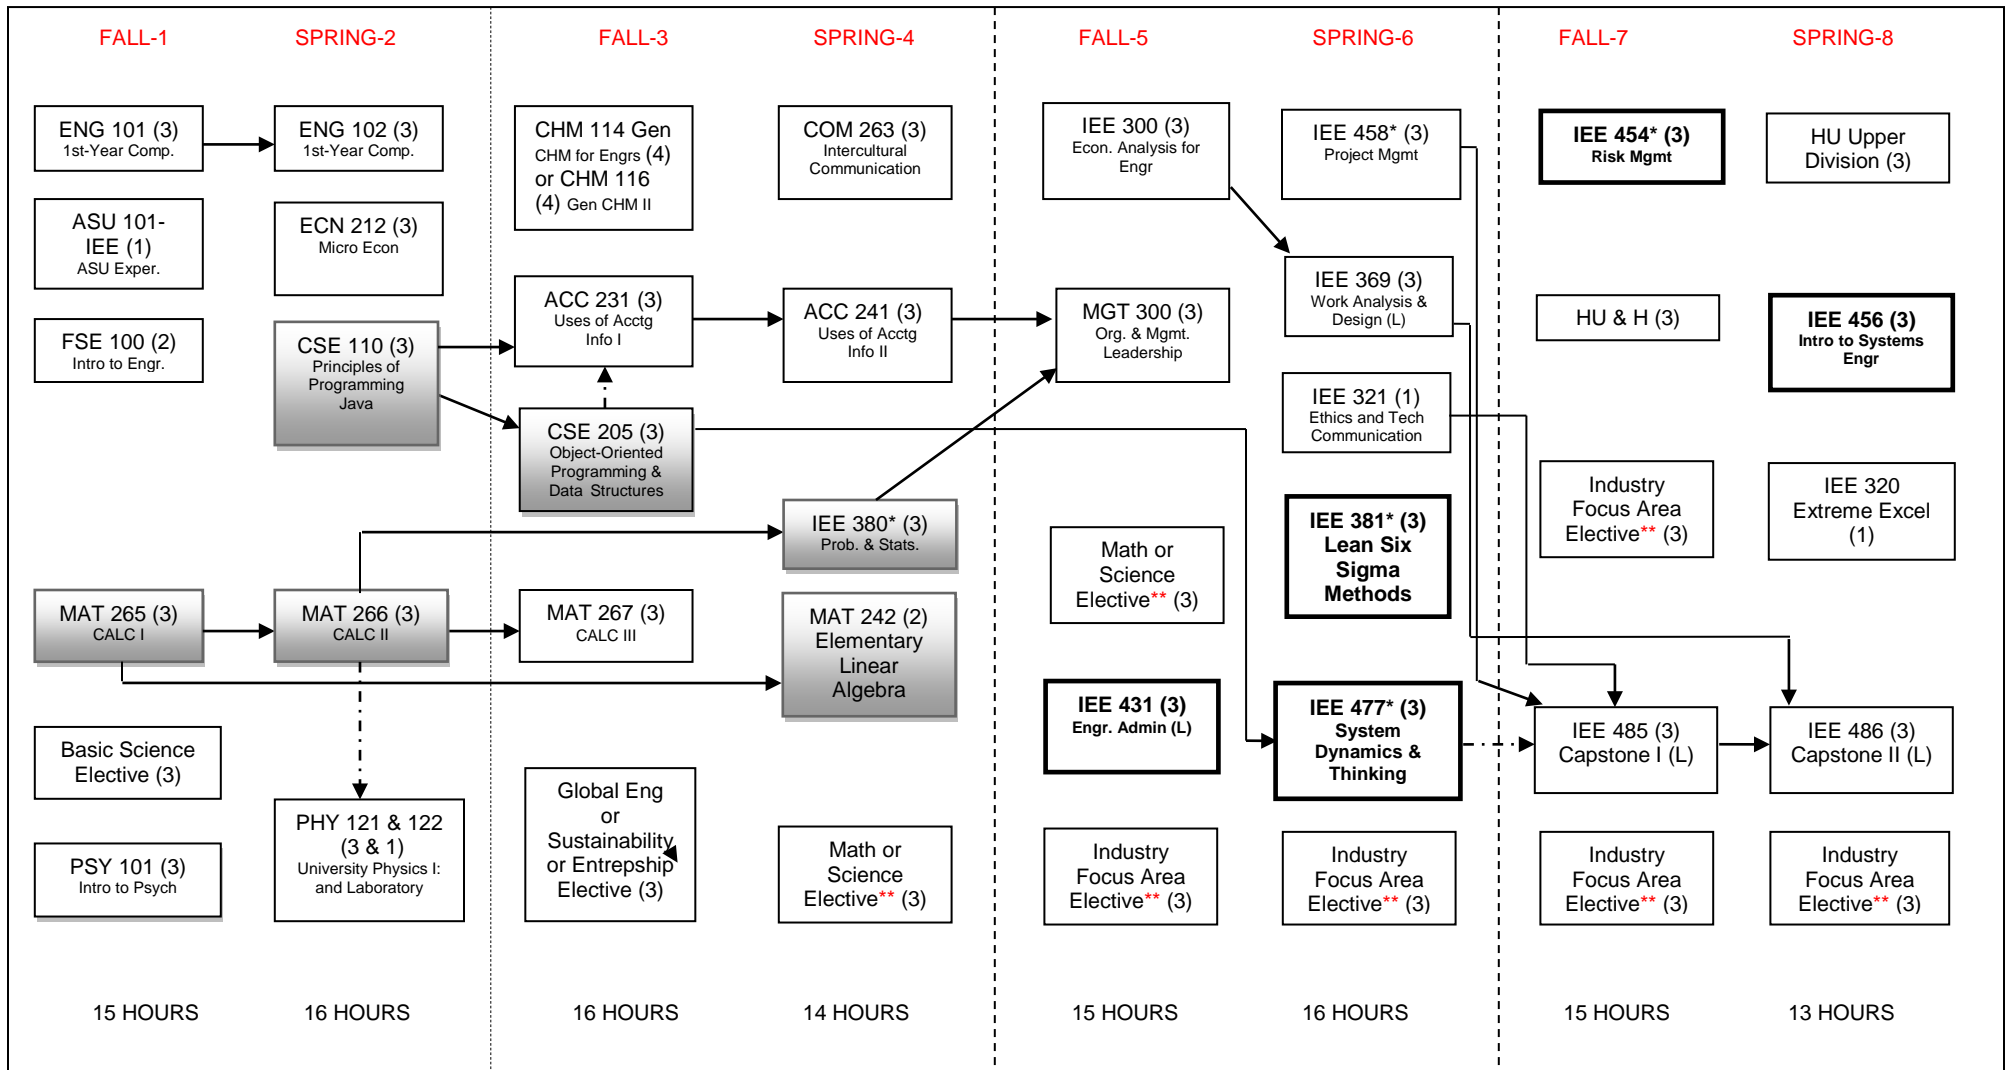 FALL-1
SPRING-2
FALL-3
SPRING-4
FALL-5
SPRING-6
FALL-7
SPRING-8
ENG 101 (3)
1st-Year Comp.
ASU 101-
IEE (1)
ASU Exper.
FSE 100 (2)
Intro to Engr.
MAT 265 (3)
CALC I
Basic Science
Elective (3)
PSY 101 (3)
Intro to Psych
15 HOURS
ENG 102 (3)
1st-Year Comp.
ECN 212 (3)
Micro Econ
CSE 110 (3)
Principles of
Programming
Java
MAT 266 (3)
CALC II
PHY 121 & 122
(3 & 1)
University Physics I:
and Laboratory
16 HOURS
CHM 114 Gen
CHM for Engrs (4)
or CHM 116
(4) Gen CHM II
ACC 231 (3)
Uses of Acctg
Info I
CSE 205 (3)
Object-Oriented
Programming &
Data Structures
MAT 267 (3)
CALC III
Global Eng
or
Sustainability
or Entrepship
Elective (3)
16 HOURS
COM 263 (3)
Intercultural
Communication
ACC 241 (3)
Uses of Acctg
Info II
IEE 380* (3)
Prob. & Stats.
MAT 242 (2)
Elementary
Linear
Algebra
Math or
Science
Elective** (3)
14 HOURS
IEE 300 (3)
Econ. Analysis for
Engr
MGT 300 (3)
Org. & Mgmt.
Leadership
Math or
Science
Elective** (3)
IEE 431 (3)
Engr. Admin (L)
Industry
Focus Area
Elective** (3)
15 HOURS
IEE 458* (3)
Project Mgmt
IEE 369 (3)
Work Analysis &
Design (L)
IEE 321 (1)
Ethics and Tech
Communication
IEE 381* (3)
Lean Six
Sigma
Methods
IEE 477* (3)
System
Dynamics &
Thinking
Industry
Focus Area
Elective** (3)
16 HOURS
IEE 454* (3)
Risk Mgmt
HU & H (3)
Industry
Focus Area
Elective** (3)
IEE 485 (3)
Capstone I (L)
Industry
Focus Area
Elective** (3)
15 HOURS
HU Upper
Division (3)
IEE 456 (3)
Intro to Systems
Engr
IEE 320
Extreme Excel
(1)
IEE 486 (3)
Capstone II (L)
Industry
Focus Area
Elective** (3)
13 HOURS